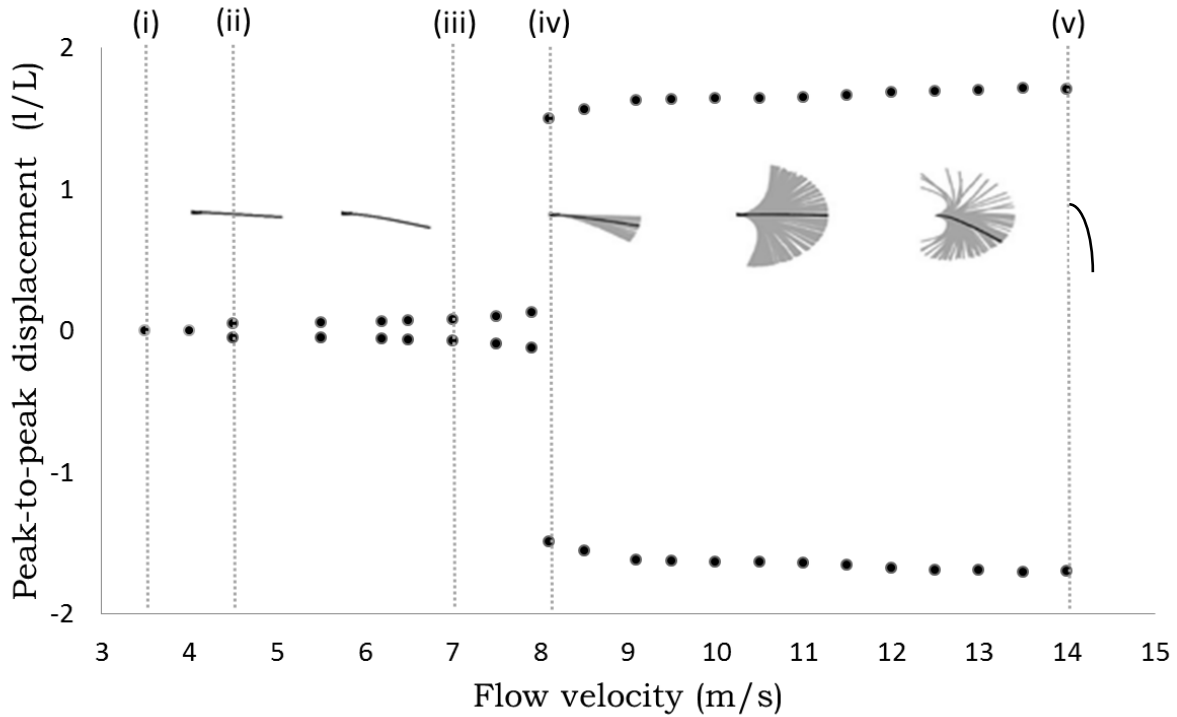 (i) (ii) (iii) (iv) (v)
Peak-to-peak displacement (l/L)
2
1
0
-1
-2
3 4 5 6 7 8 9 10 11 12 13 14 15
Flow velocity (m/s)